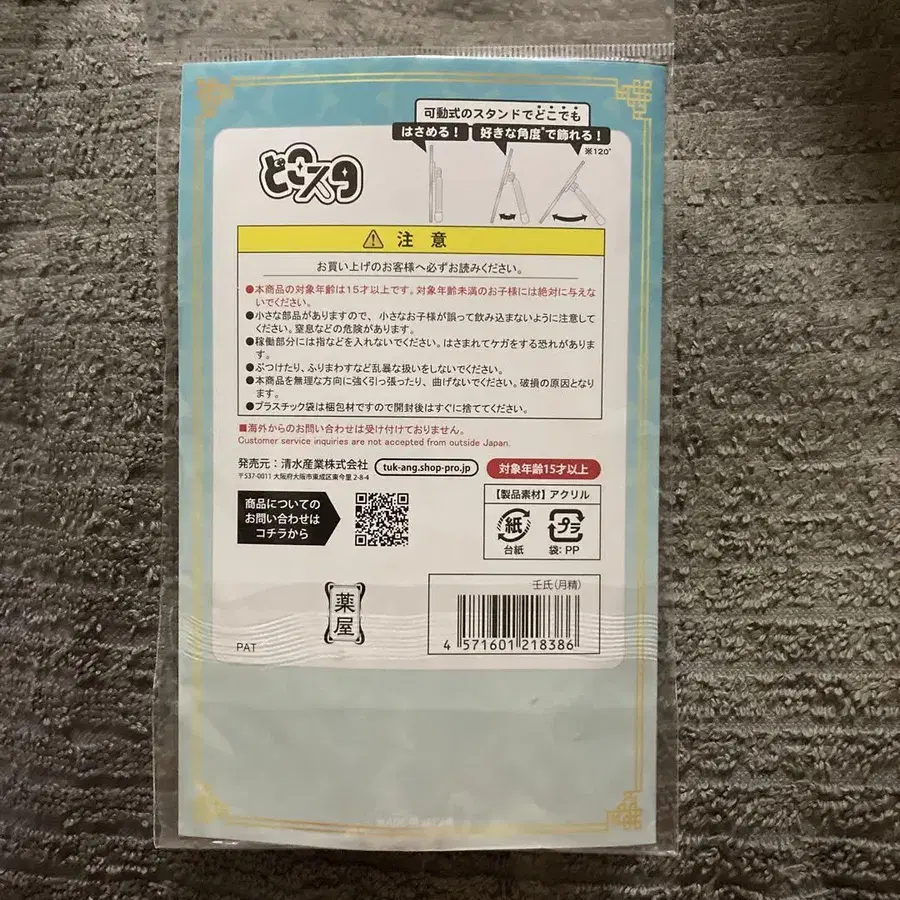 可動式のスタンドでどこでも
はさめる！ 好きな角度※で飾れる！
※120°
どこスタ
⚠ 注意
お買い上げのお客様へ必ずお読みください。
●本商品の対象年齢は15才以上です。対象年齢未満のお子様には絶対に与えな
いでください。
●小さな部品がありますので、小さなお子様が誤って飲み込まないように注意して
ください。窒息などの危険があります。
●稼働部分には指などを入れないでください。はさまれてケガをする恐れがありま
す。
●ぶつけたり、ふりまわすなど乱暴な扱いをしないでください。
●本商品を無理な方向に強く引っ張ったり、曲げないでください。破損の原因となり
ます。
●プラスチック袋は梱包材ですので開封後はすぐに捨ててください。
■海外からのお問い合わせは受け付けておりません。
Customer service inquiries are not accepted from outside Japan.
発売元：清水産業株式会社 tuk-ang.shop-pro.jp 対象年齢15才以上
〒537-0011 大阪府大阪市東成区東今里 2-8-4
商品についての
お問い合わせは
コチラから
【製品素材】アクリル
紙 プラ
台紙 袋：PP
薬屋
壬氏(月精)
4 571601 218386
PAT